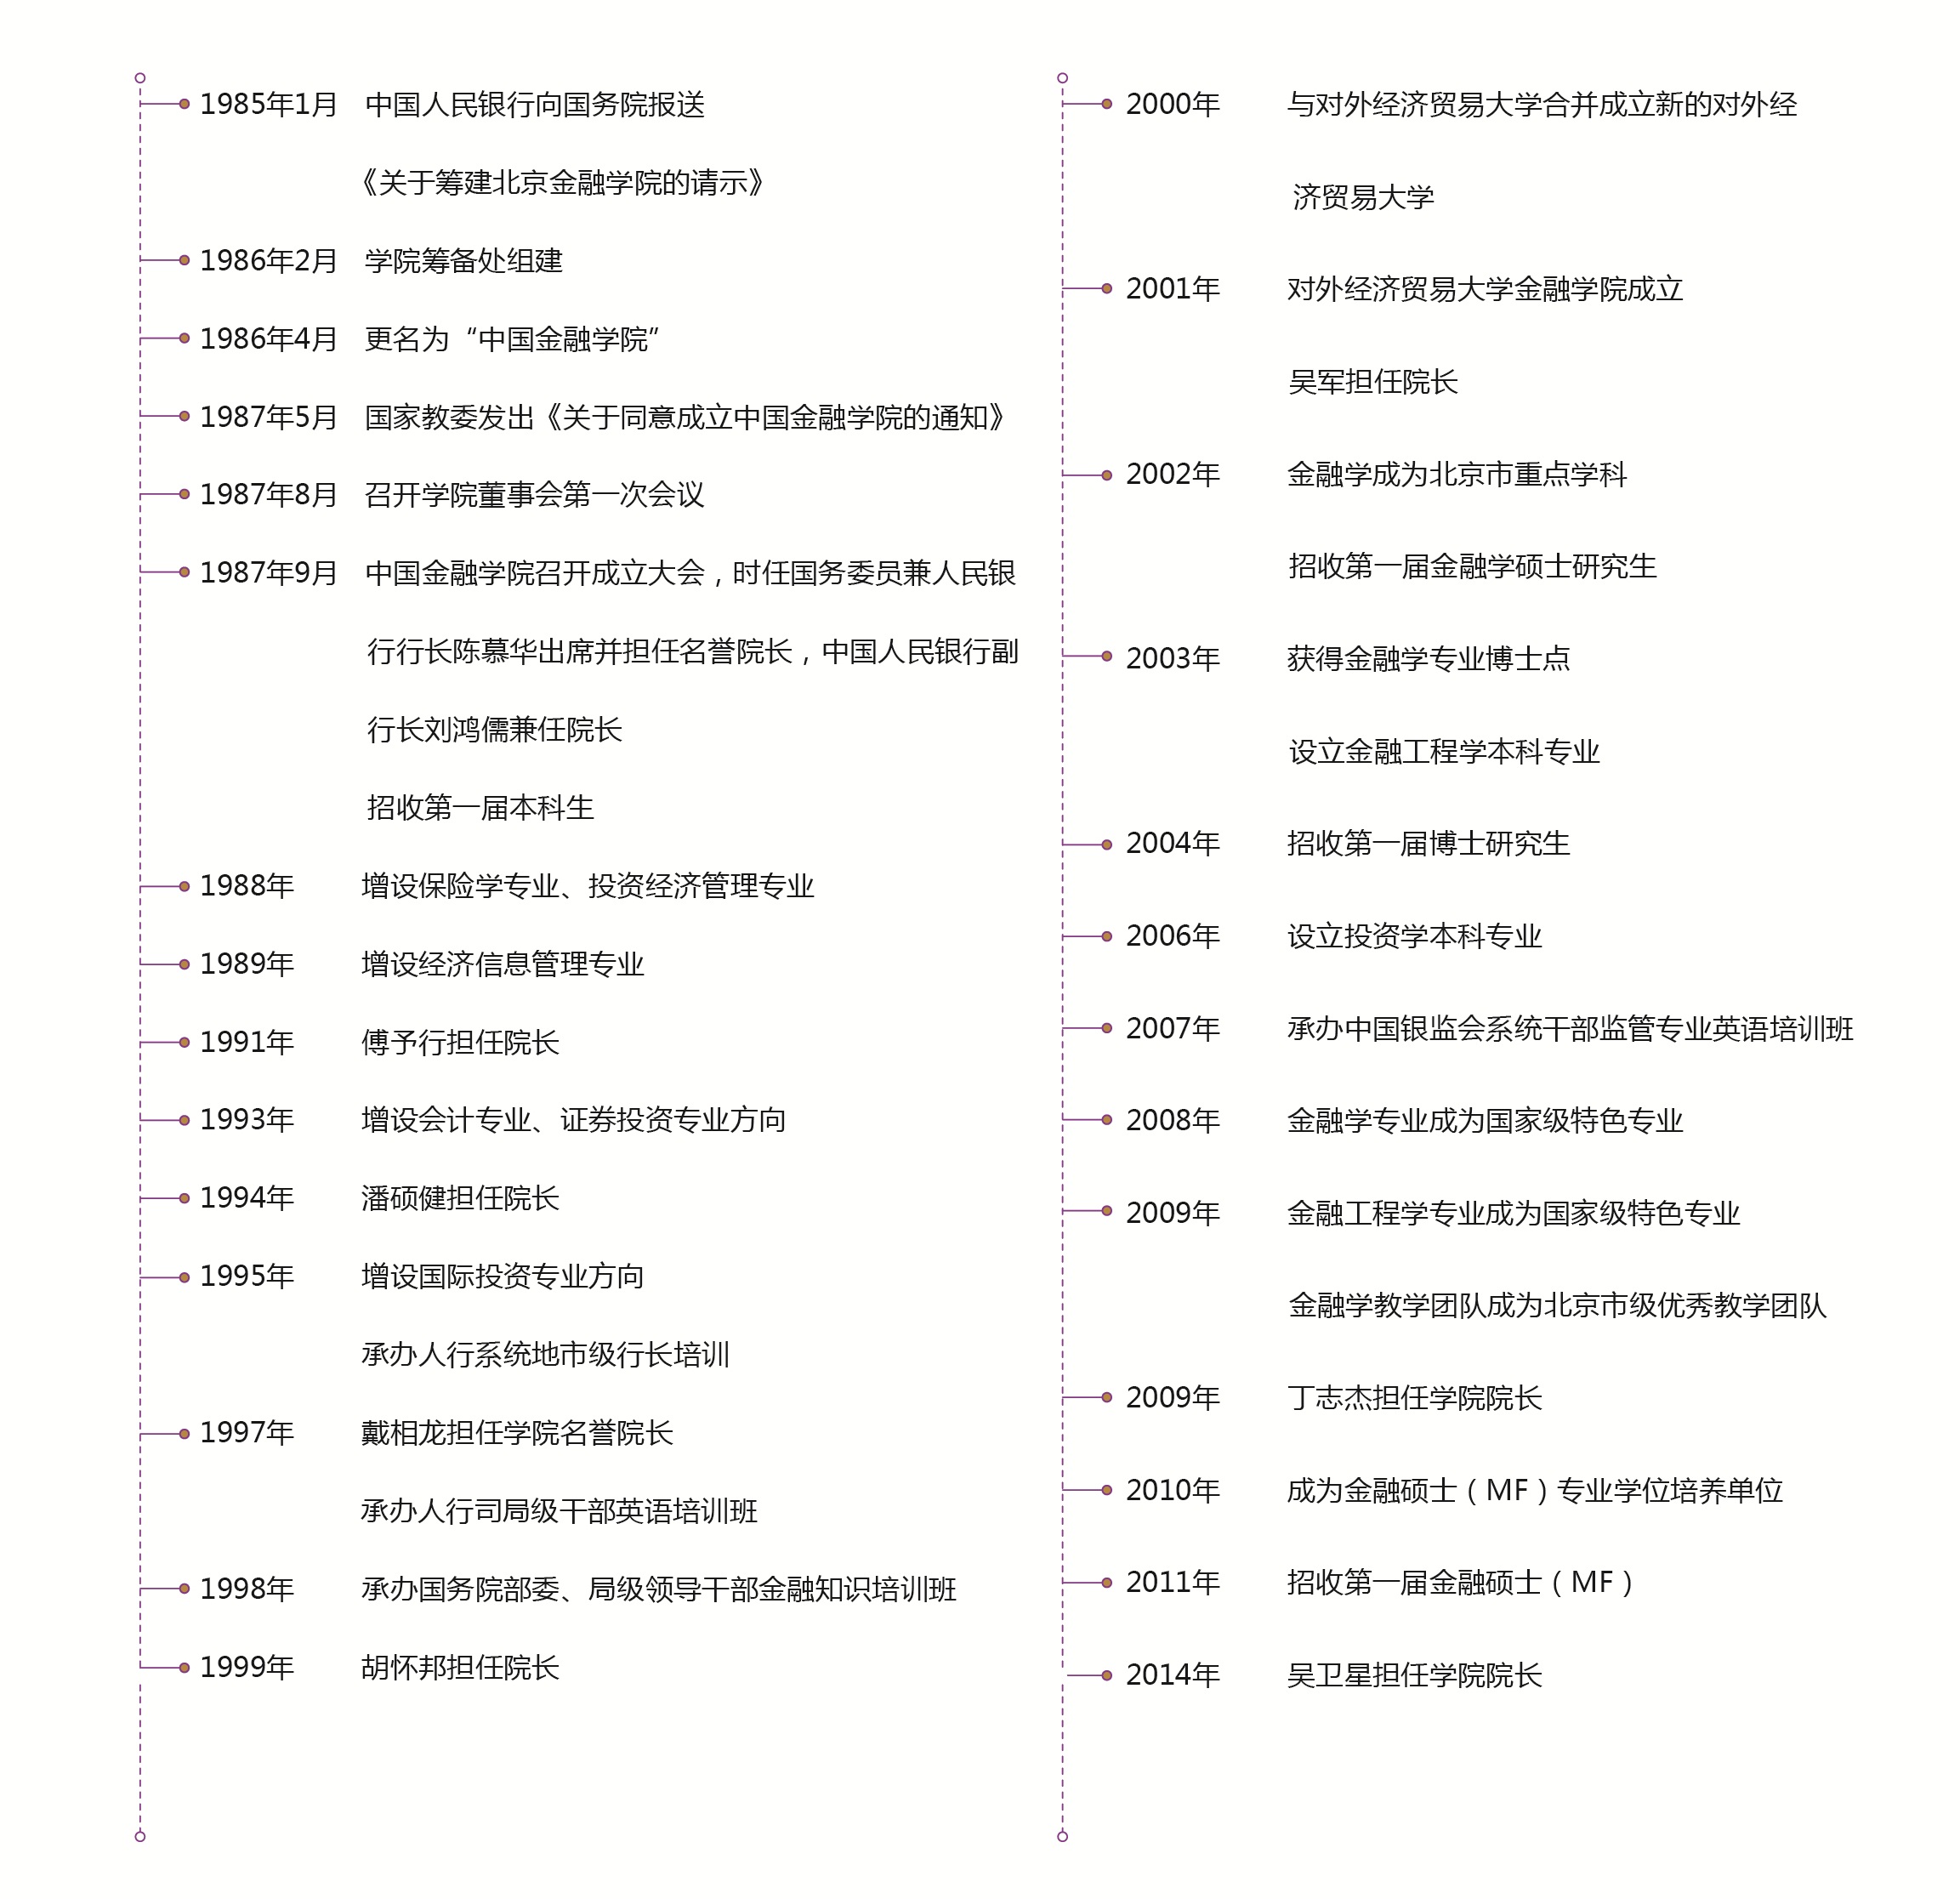 1985年1月 中国人民银行向国务院报送
《关于筹建北京金融学院的请示》
1986年2月 学院筹备处组建
1986年4月 更名为“中国金融学院”
1987年5月 国家教委发出《关于同意成立中国金融学院的通知》
1987年8月 召开学院董事会第一次会议
1987年9月 中国金融学院召开成立大会，时任国务委员兼人民银
行行长陈慕华出席并担任名誉院长，中国人民银行副
行长刘鸿儒兼任院长
招收第一届本科生
1988年 增设保险学专业、投资经济管理专业
1989年 增设经济信息管理专业
1991年 傅予行担任院长
1993年 增设会计专业、证券投资专业方向
1994年 潘硕健担任院长
1995年 增设国际投资专业方向
承办人行系统地市级行长培训
1997年 戴相龙担任学院名誉院长
承办人行司局级干部英语培训班
1998年 承办国务院部委、局级领导干部金融知识培训班
1999年 胡怀邦担任院长
2000年 与对外经济贸易大学合并成立新的对外经
济贸易大学
2001年 对外经济贸易大学金融学院成立
吴军担任院长
2002年 金融学成为北京市重点学科
招收第一届金融学硕士研究生
2003年 获得金融学专业博士点
设立金融工程学本科专业
2004年 招收第一届博士研究生
2006年 设立投资学本科专业
2007年 承办中国银监会系统干部监管专业英语培训班
2008年 金融学专业成为国家级特色专业
2009年 金融工程学专业成为国家级特色专业
金融学教学团队成为北京市级优秀教学团队
2009年 丁志杰担任学院院长
2010年 成为金融硕士（MF）专业学位培养单位
2011年 招收第一届金融硕士（MF）
2014年 吴卫星担任学院院长